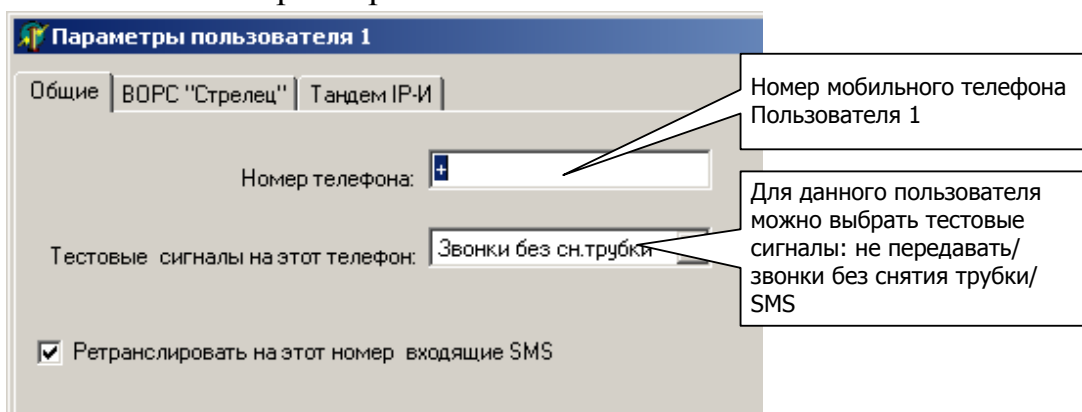 Параметры пользователя 1
Общие ВОРС "Стрелец" Тандем IP-И
Номер мобильного телефона
Пользователя 1
Номер телефона: +
Для данного пользователя
можно выбрать тестовые
сигналы: не передавать/
звонки без снятия трубки/
SMS
Тестовые сигналы на этот телефон: Звонки без сн.трубки
Ретранслировать на этот номер входящие SMS